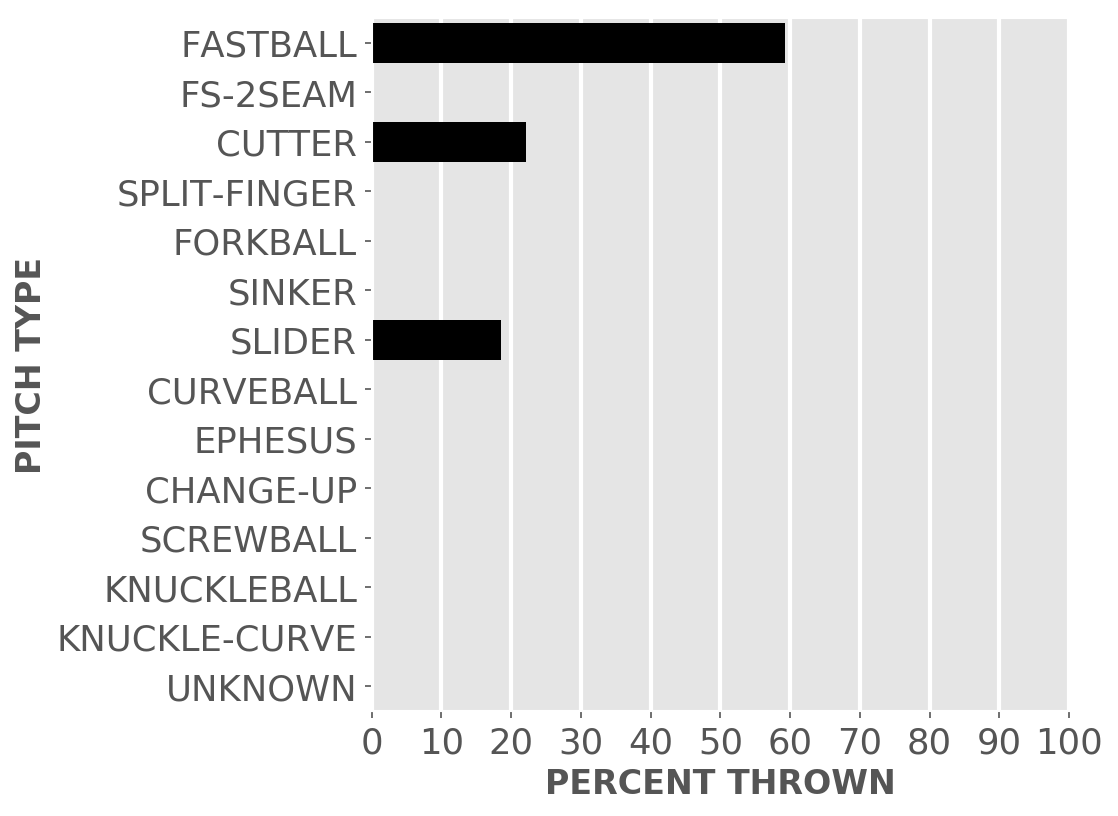 FASTBALL
FS-2SEAM
CUTTER
SPLIT-FINGER
FORKBALL
SINKER
SLIDER
CURVEBALL
EPHESUS
CHANGE-UP
SCREWBALL
KNUCKLEBALL
KNUCKLE-CURVE
UNKNOWN
PITCH TYPE
0 10 20 30 40 50 60 70 80 90 100
PERCENT THROWN